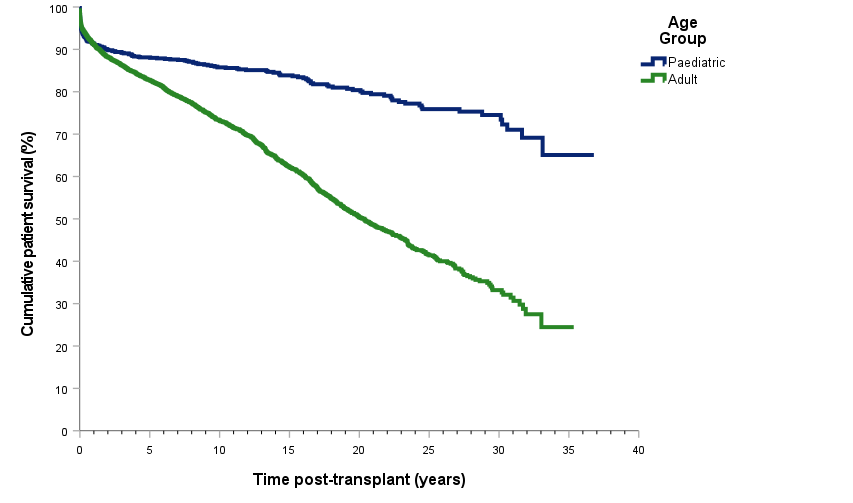 100
90
80
70
60
50
40
30
20
10
0
Cumulative patient survival (%)
0 5 10 15 20 25 30 35 40
Time post-transplant (years)
Age
Group
Paediatric
Adult